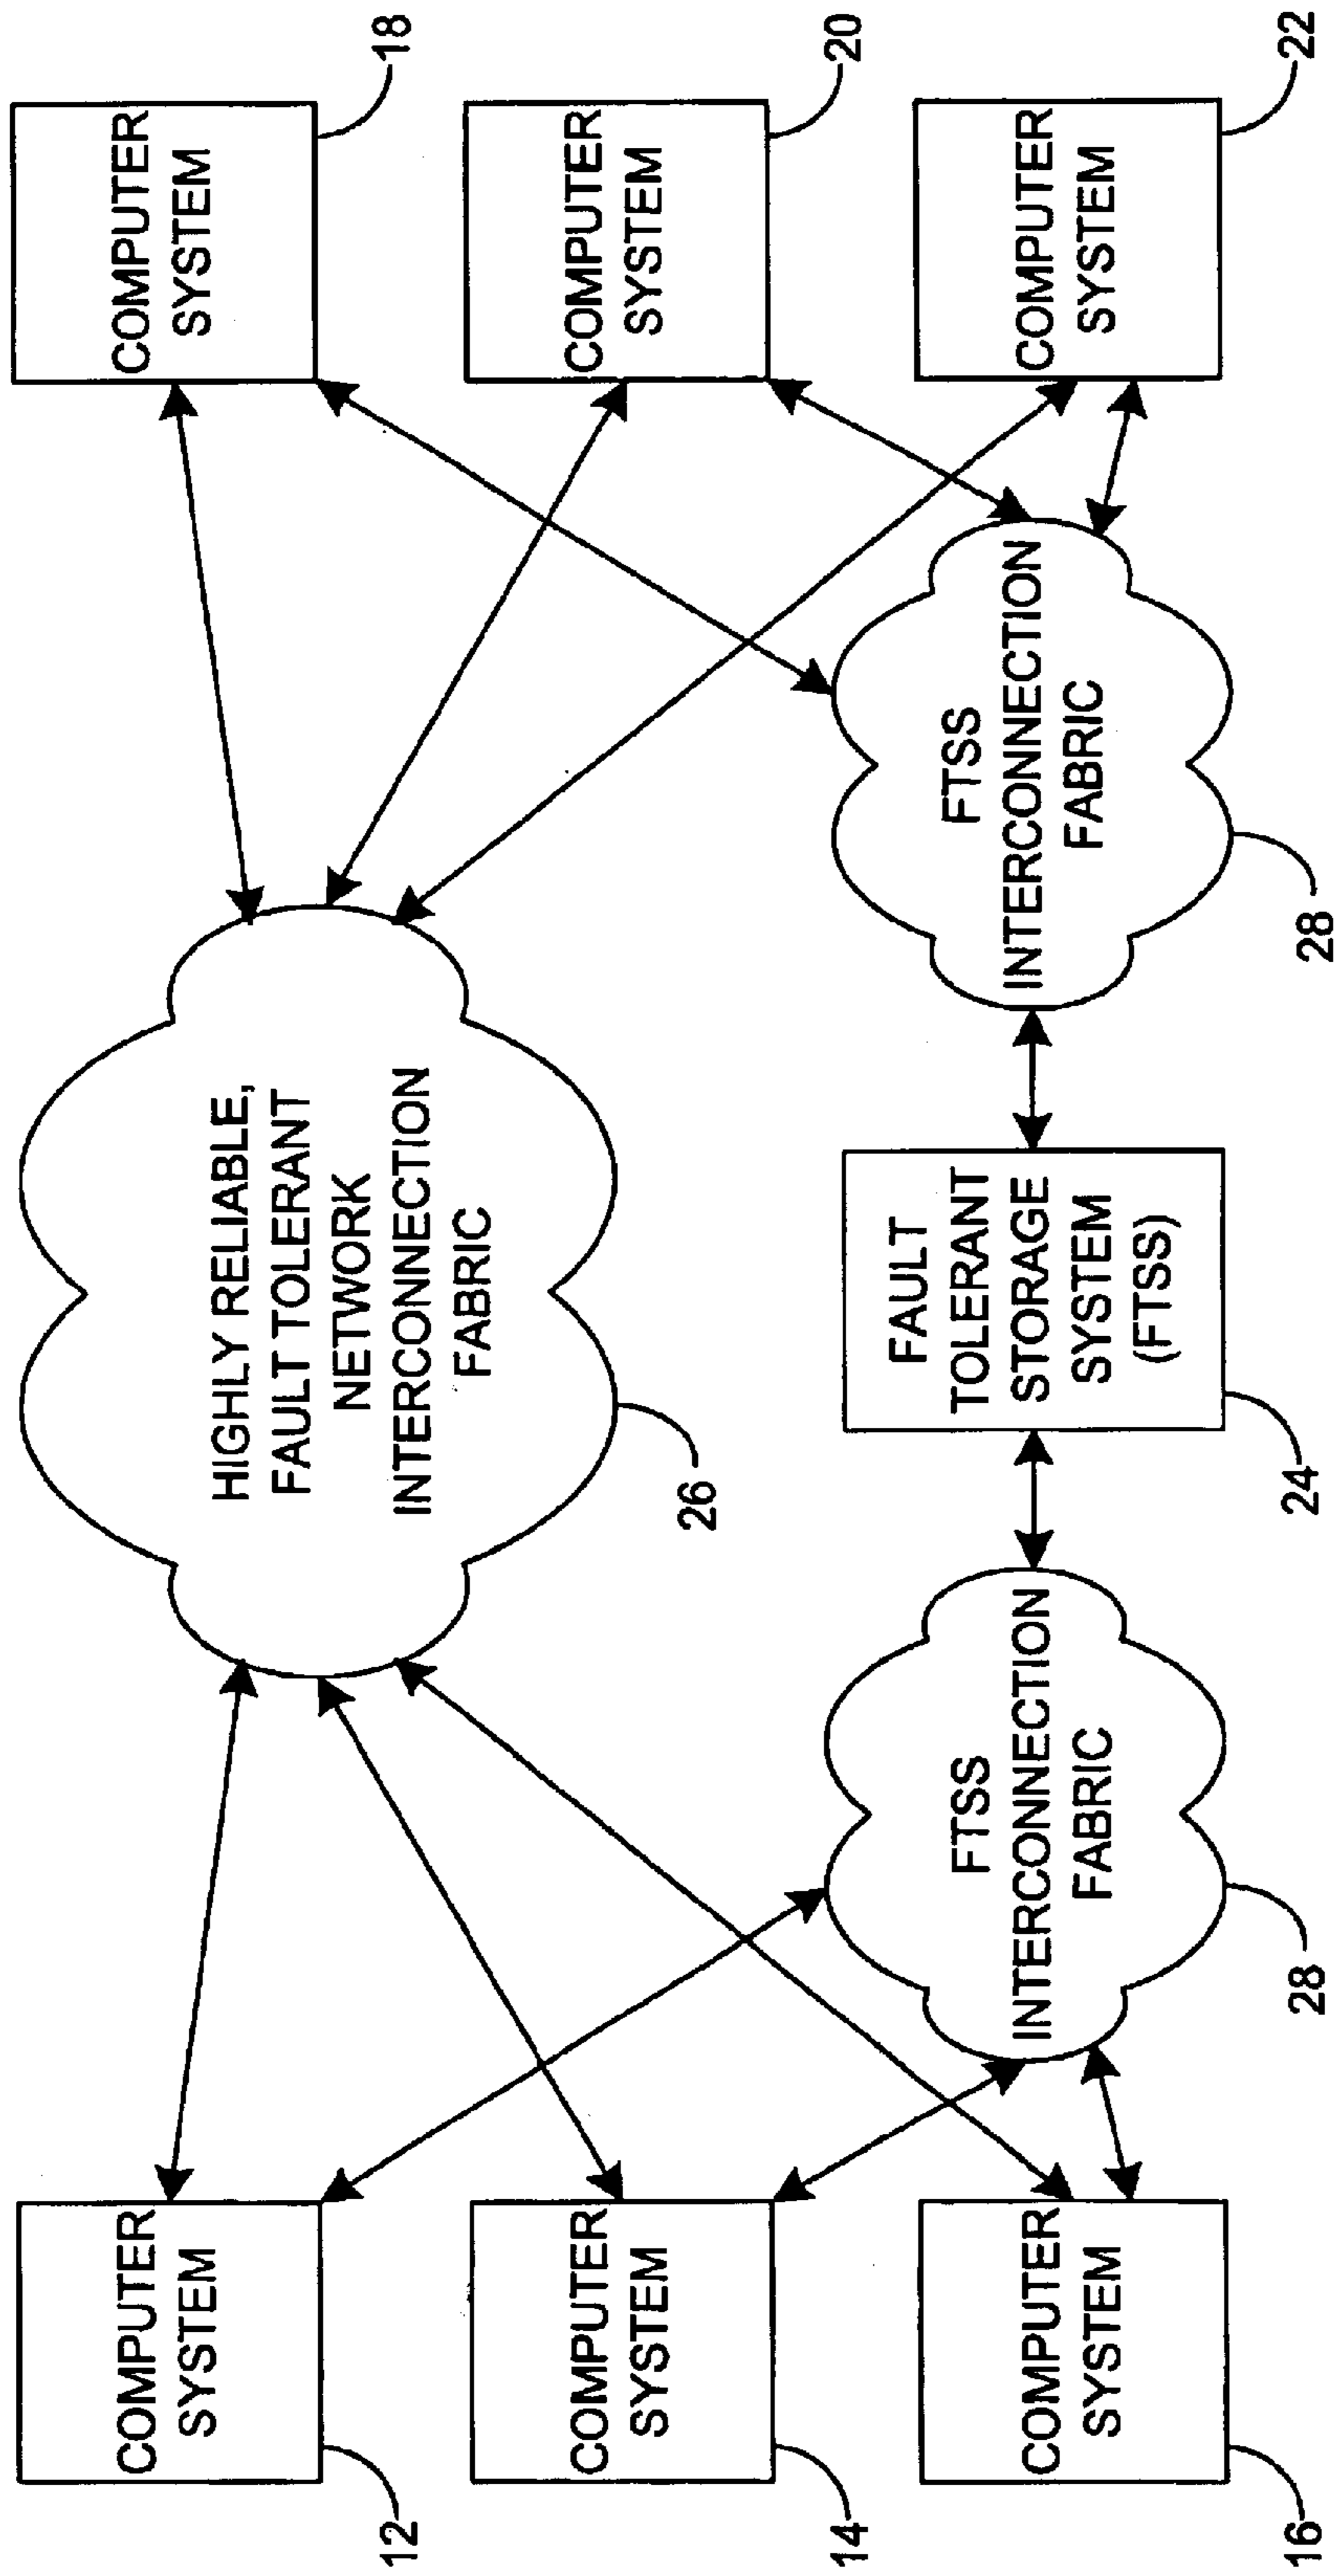 COMPUTER
SYSTEM
12
COMPUTER
SYSTEM
14
COMPUTER
SYSTEM
16
HIGHLY RELIABLE,
FAULT TOLERANT
NETWORK
INTERCONNECTION
FABRIC
26
FTSS
INTERCONNECTION
FABRIC
28
FAULT
TOLERANT
STORAGE
SYSTEM
(FTSS)
24
FTSS
INTERCONNECTION
FABRIC
28
COMPUTER
SYSTEM
18
COMPUTER
SYSTEM
20
COMPUTER
SYSTEM
22